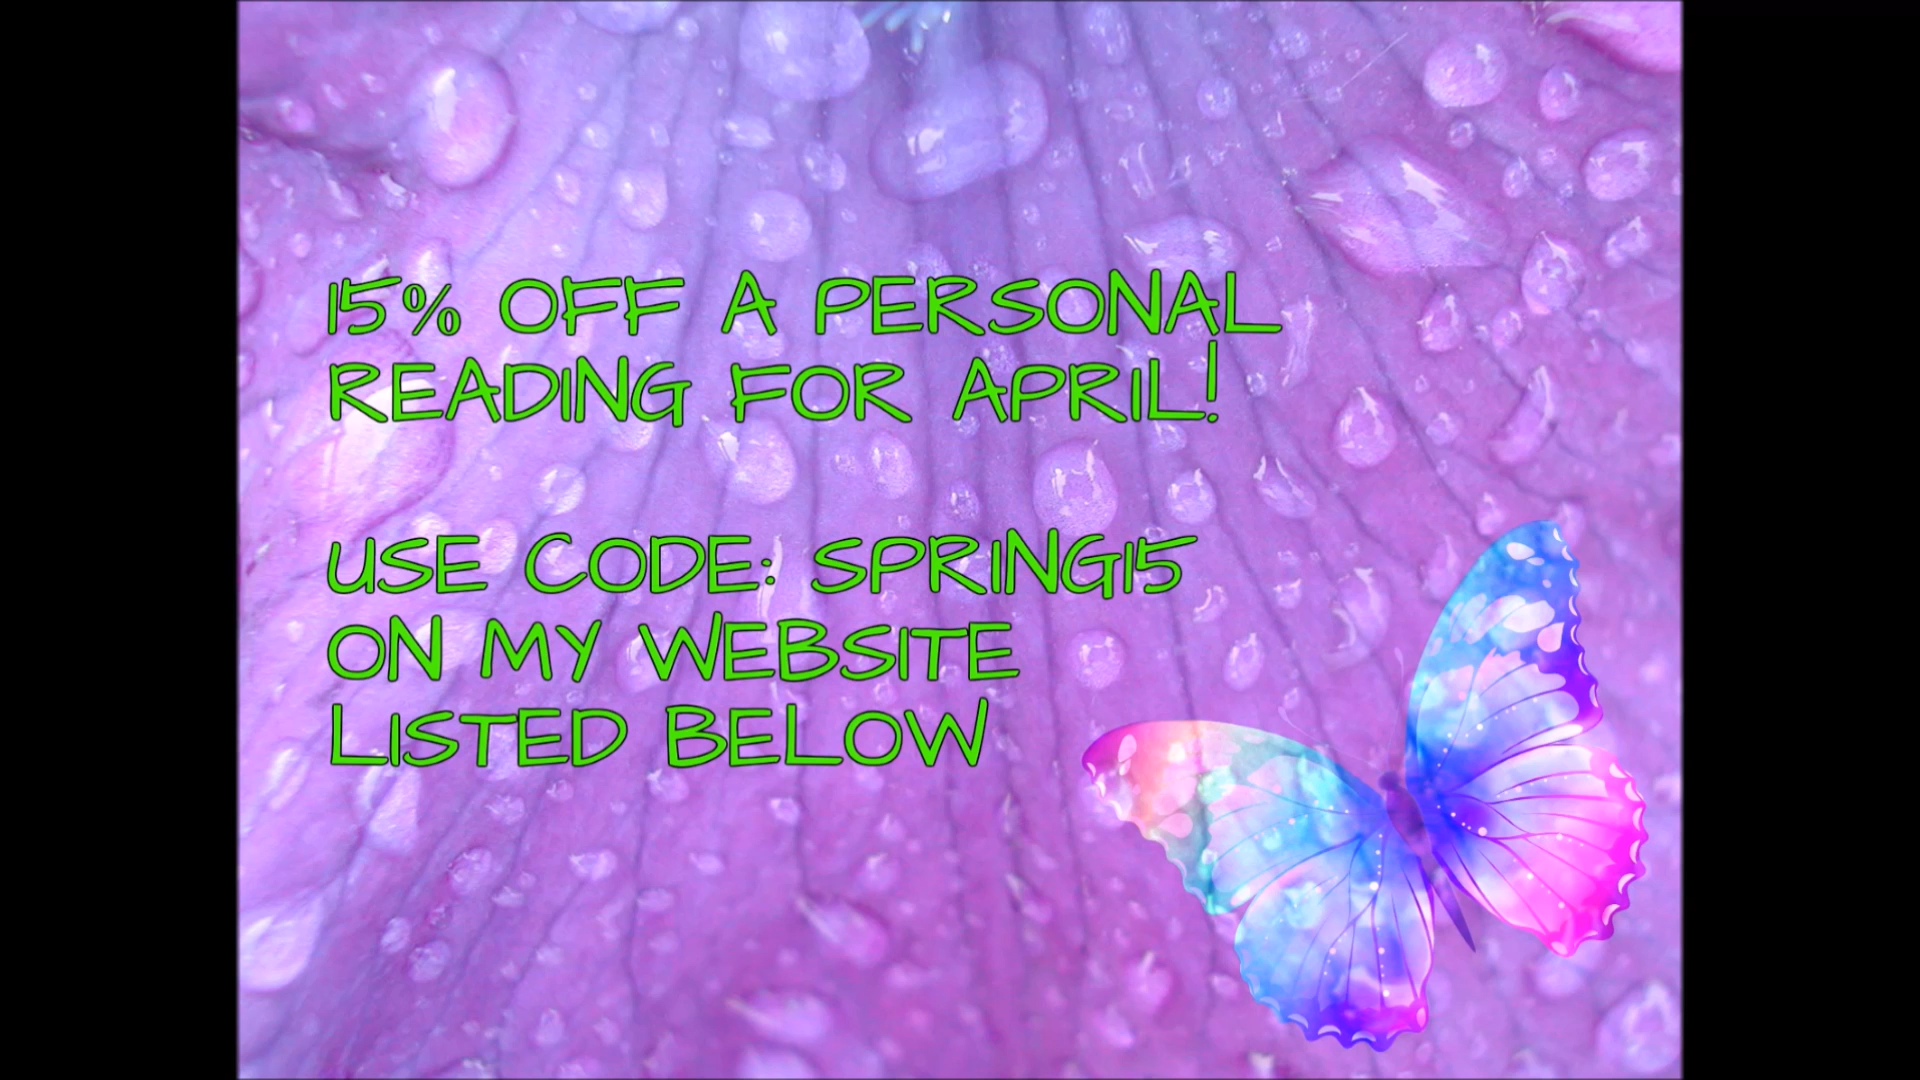 15% OFF A PERSONAL
READING FOR APRIL!
USE CODE: SPRING15
ON MY WEBSITE
LISTED BELOW